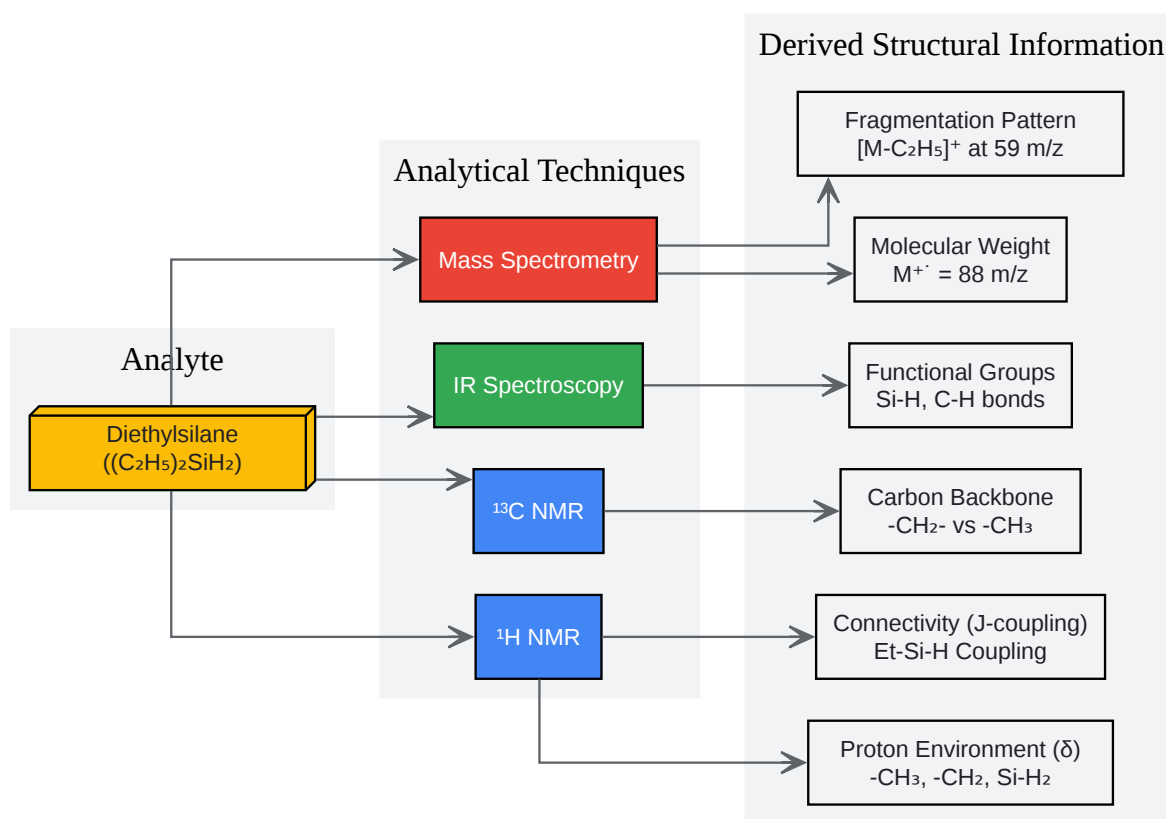 Derived Structural Information
Fragmentation Pattern
[M-C₂H₅]⁺ at 59 m/z
Analytical Techniques
Mass Spectrometry
Molecular Weight
M⁺˙ = 88 m/z
Analyte
Diethylsilane
((C₂H₅)₂SiH₂)
IR Spectroscopy
Functional Groups
Si-H, C-H bonds
¹³C NMR
Carbon Backbone
-CH₂- vs -CH₃
¹H NMR
Connectivity (J-coupling)
Et-Si-H Coupling
Proton Environment (δ)
-CH₃, -CH₂, Si-H₂